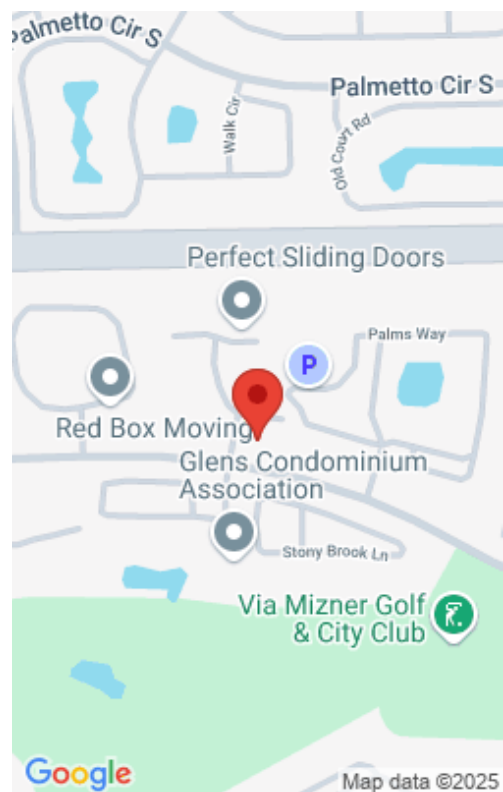 Palmetto Cir S
Palmetto Cir S
Walk Cir
Old Court Rd
Perfect Sliding Doors
Palms Way
P
Red Box Moving
Glens Condominium
Association
Stony Brook Ln
Via Mizner Golf
& City Club
Google
Map data ©2025